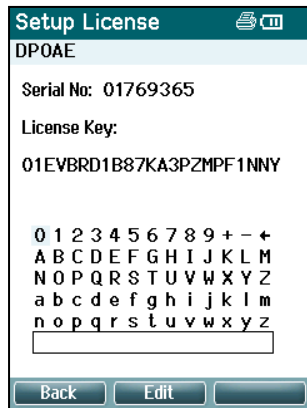 Setup License
DPOAE
Serial No: 01769365
License Key:
01EVBRD1B87KA3PZMPF1NNY
0 1 2 3 4 5 6 7 8 9 + - ←
A B C D E F G H I J K L M
N O P Q R S T U V W X Y Z
a b c d e f g h i j k l m
n o p q r s t u v w x y z
Back Edit